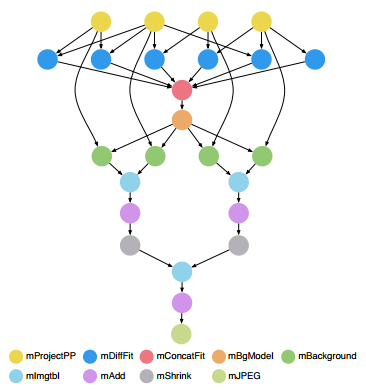 mProjectPP mDiffFit mConcatFit mBgModel mBackground
mImgtbl mAdd mShrink mJPEG